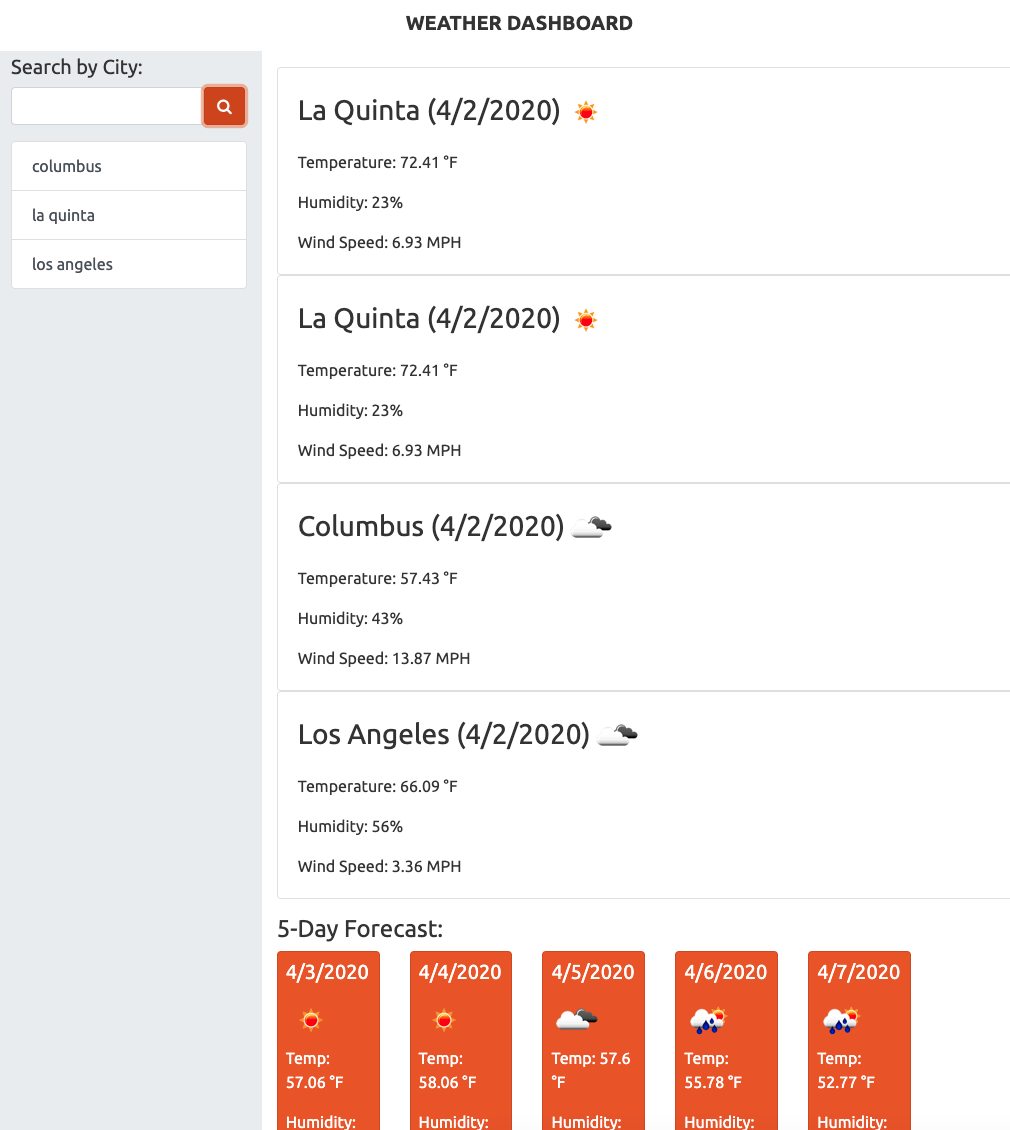 WEATHER DASHBOARD
Search by City:
columbus
la quinta
los angeles
La Quinta (4/2/2020)
Temperature: 72.41 °F
Humidity: 23%
Wind Speed: 6.93 MPH
La Quinta (4/2/2020)
Temperature: 72.41 °F
Humidity: 23%
Wind Speed: 6.93 MPH
Columbus (4/2/2020)
Temperature: 57.43 °F
Humidity: 43%
Wind Speed: 13.87 MPH
Los Angeles (4/2/2020)
Temperature: 66.09 °F
Humidity: 56%
Wind Speed: 3.36 MPH
5-Day Forecast:
4/3/2020
Temp:
57.06 °F
Humidity:
4/4/2020
Temp:
58.06 °F
Humidity:
4/5/2020
Temp: 57.6
°F
Humidity:
4/6/2020
Temp:
55.78 °F
Humidity:
4/7/2020
Temp:
52.77 °F
Humidity: